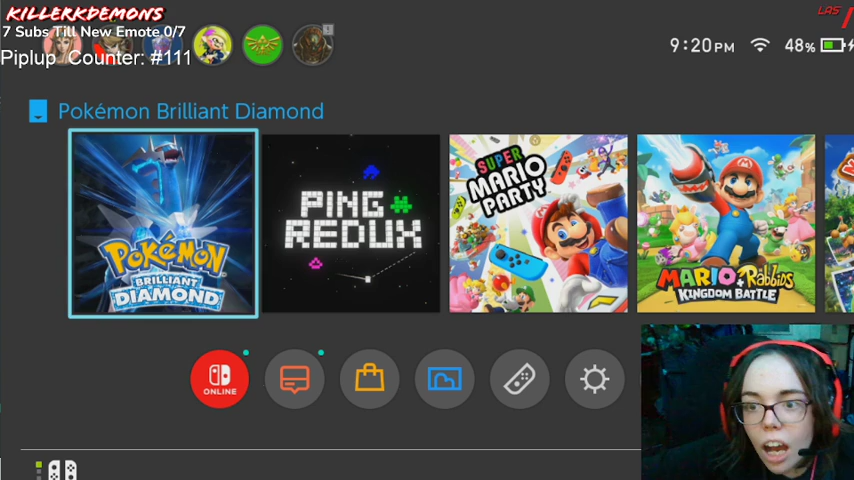 KILLERKDEMONS
7 Subs Till New Emote 0/7
Piplup Counter: #111
LAS
9:20PM
48%
Pokémon Brilliant Diamond
POKÉMON
BRILLIANT
DIAMOND
PING
REDUX
SUPER
MARIO
PARTY
MARIO + Rabbids
KINGDOM BATTLE
ONLINE